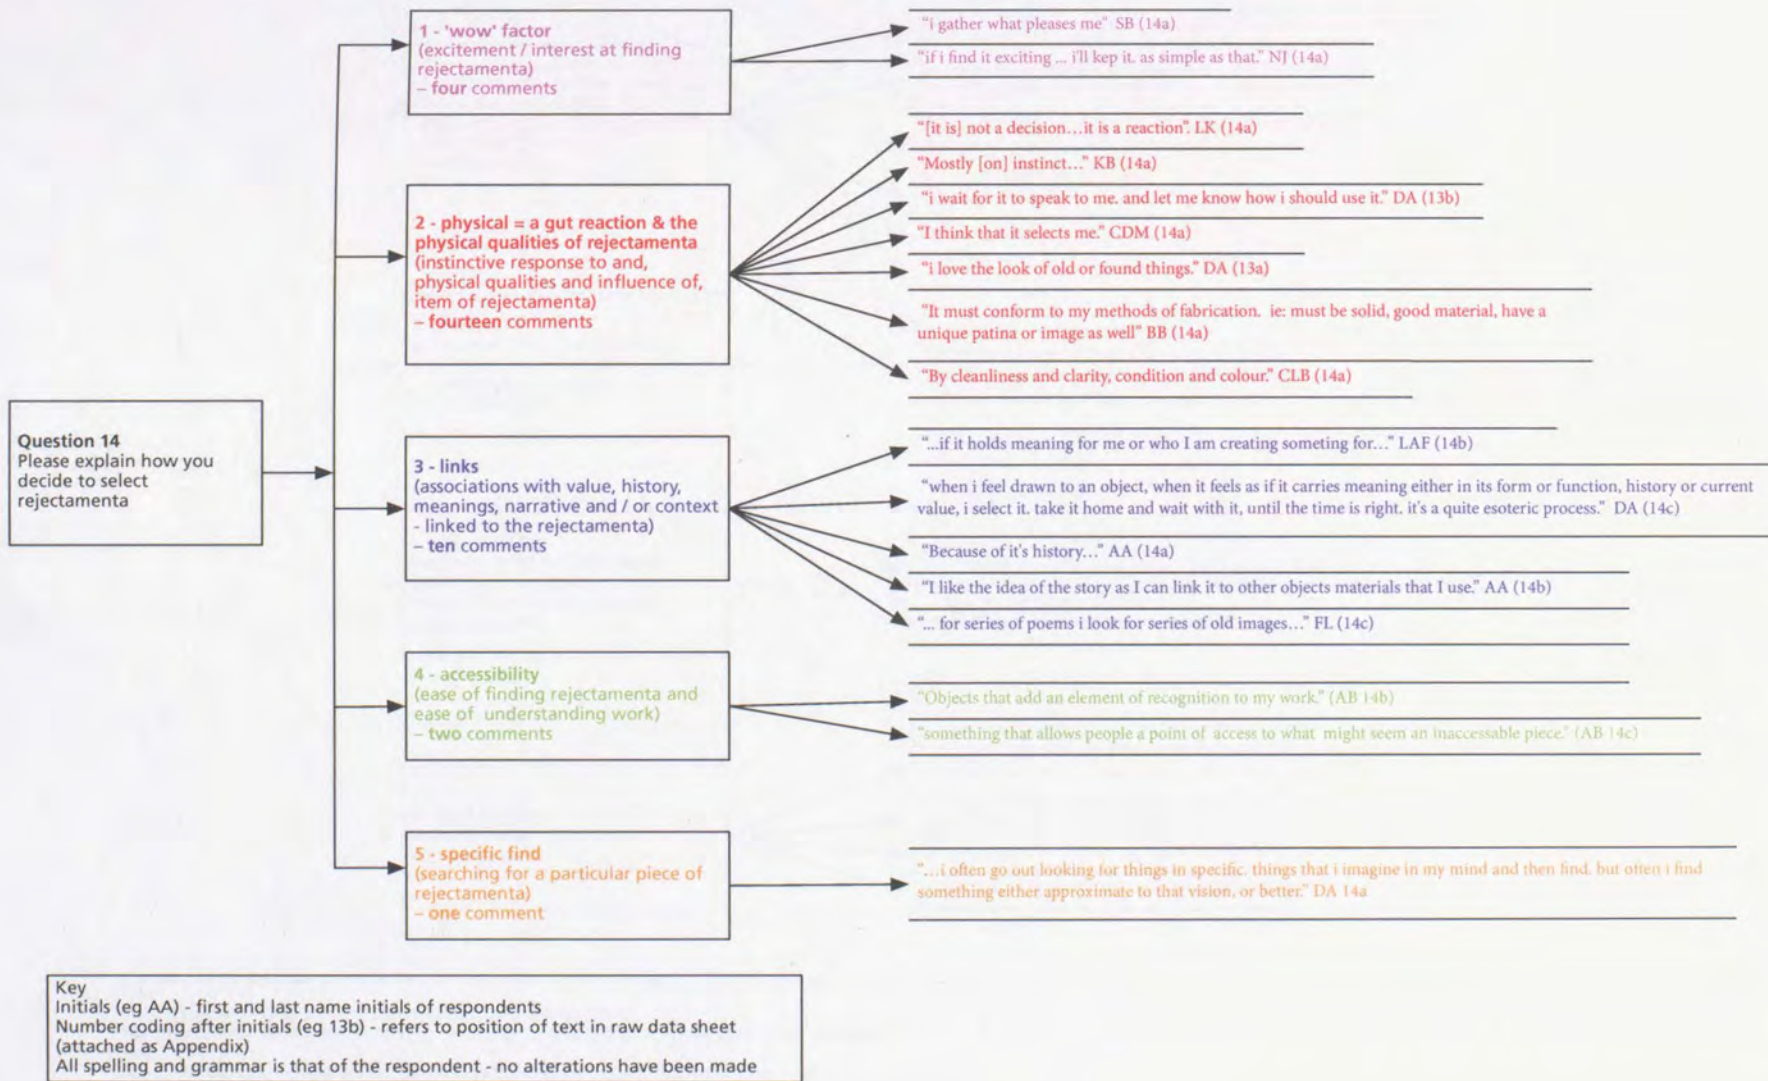 Question 14
Please explain how you
decide to select
rejectamenta
1 - 'wow' factor
(excitement / interest at finding
rejectamenta)
– four comments
"i gather what pleases me" SB (14a)
"if i find it exciting ... i'll kep it. as simple as that." NJ (14a)
2 - physical = a gut reaction & the
physical qualities of rejectamenta
(instinctive response to and,
physical qualities and influence of,
item of rejectamenta)
– fourteen comments
"[it is] not a decision…it is a reaction". LK (14a)
"Mostly [on] instinct…" KB (14a)
"i wait for it to speak to me. and let me know how i should use it." DA (13b)
"I think that it selects me." CDM (14a)
"i love the look of old or found things." DA (13a)
"It must conform to my methods of fabrication. ie: must be solid, good material, have a
unique patina or image as well" BB (14a)
"By cleanliness and clarity, condition and colour." CLB (14a)
3 - links
(associations with value, history,
meanings, narrative and / or context
- linked to the rejectamenta)
– ten comments
"...if it holds meaning for me or who I am creating someting for…" LAF (14b)
"when i feel drawn to an object, when it feels as if it carries meaning either in its form or function, history or current
value, i select it. take it home and wait with it, until the time is right. it's a quite esoteric process." DA (14c)
"Because of it's history…" AA (14a)
"I like the idea of the story as I can link it to other objects materials that I use." AA (14b)
"... for series of poems i look for series of old images…" FL (14c)
4 - accessibility
(ease of finding rejectamenta and
ease of understanding work)
– two comments
"Objects that add an element of recognition to my work." (AB 14b)
"something that allows people a point of access to what might seem an inaccessable piece." (AB 14c)
5 - specific find
(searching for a particular piece of
rejectamenta)
– one comment
"…i often go out looking for things in specific. things that i imagine in my mind and then find. but often i find
something either approximate to that vision, or better." DA 14a
Key
Initials (eg AA) - first and last name initials of respondents
Number coding after initials (eg 13b) - refers to position of text in raw data sheet
(attached as Appendix)
All spelling and grammar is that of the respondent - no alterations have been made